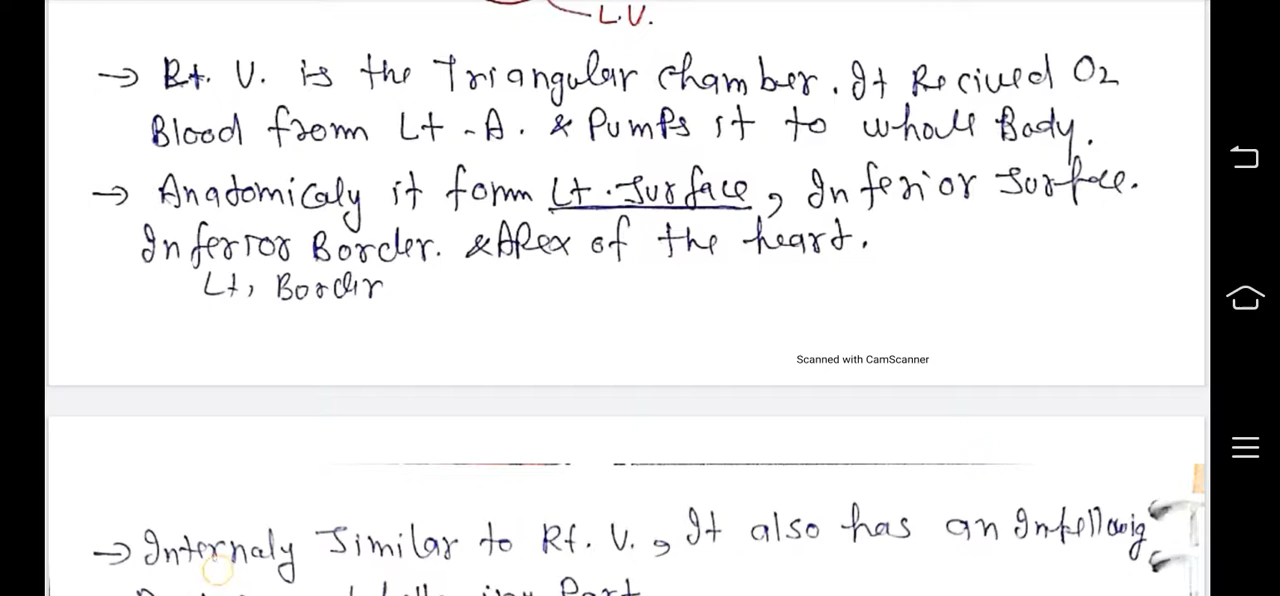 L.V.
→ Rt. V. is the Triangular chamber. It Recived O2
Blood from Lt -A. & Pumps it to whole Body.
→ Anatomicaly it form Lt. Surface, Inferior Surface.
Inferior Border. & APex of the heart.
Lt, Border
Scanned with CamScanner
→ Internaly Similar to Rt. V., It also has an
Part